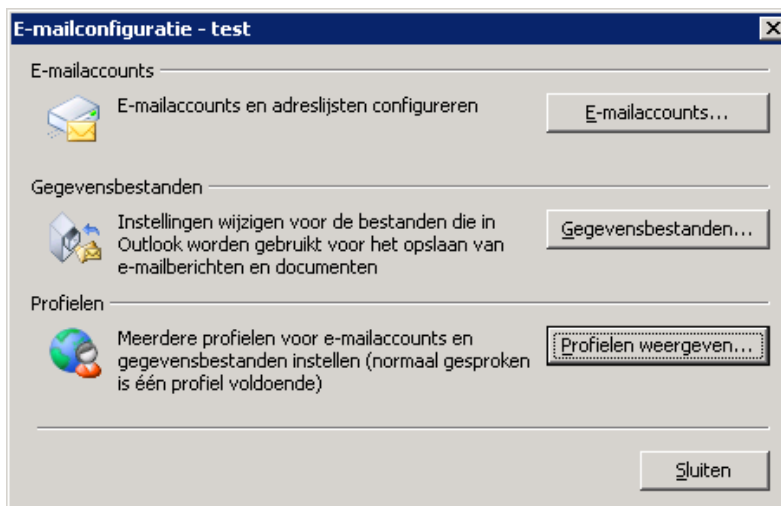 E-mailconfiguratie - test
E-mailaccounts
E-mailaccounts en adreslijsten configureren
E-mailaccounts...
Gegevensbestanden
Instellingen wijzigen voor de bestanden die in
Outlook worden gebruikt voor het opslaan van
e-mailberichten en documenten
Gegevensbestanden...
Profielen
Meerdere profielen voor e-mailaccounts en
gegevensbestanden instellen (normaal gesproken
is één profiel voldoende)
Profielen weergeven...
Sluiten